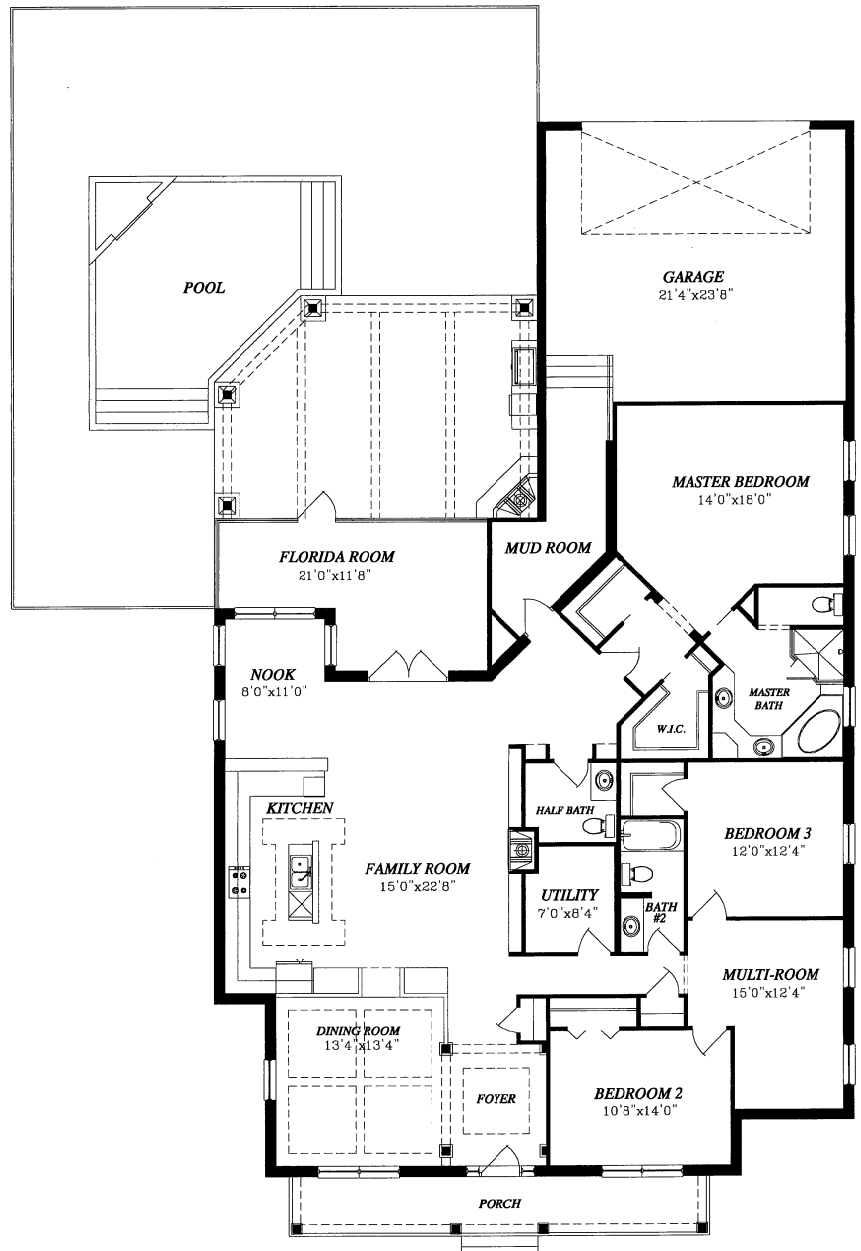 POOL
GARAGE
21'4"x23'8"
MASTER BEDROOM
14'0"x18'0"
MUD ROOM
FLORIDA ROOM
21'0"x11'8"
NOOK
8'0"x11'0"
MASTER
BATH
W.I.C.
KITCHEN
HALF BATH
BEDROOM 3
12'0"x12'4"
FAMILY ROOM
15'0"x22'8"
UTILITY
7'0"x8'4"
BATH
#2
MULTI-ROOM
15'0"x12'4"
DINING ROOM
13'4"x13'4"
FOYER
BEDROOM 2
10'8"x14'0"
PORCH